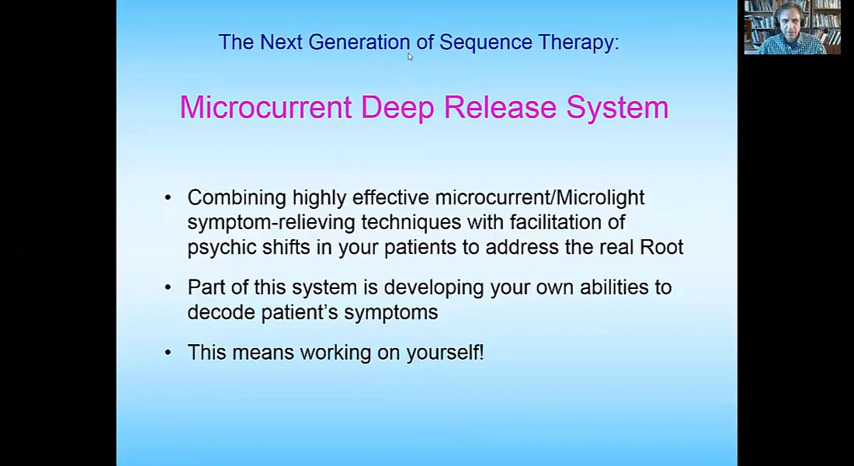 The Next Generation of Sequence Therapy:
Microcurrent Deep Release System
• Combining highly effective microcurrent/Microlight
symptom-relieving techniques with facilitation of
psychic shifts in your patients to address the real Root
• Part of this system is developing your own abilities to
decode patient's symptoms
• This means working on yourself!